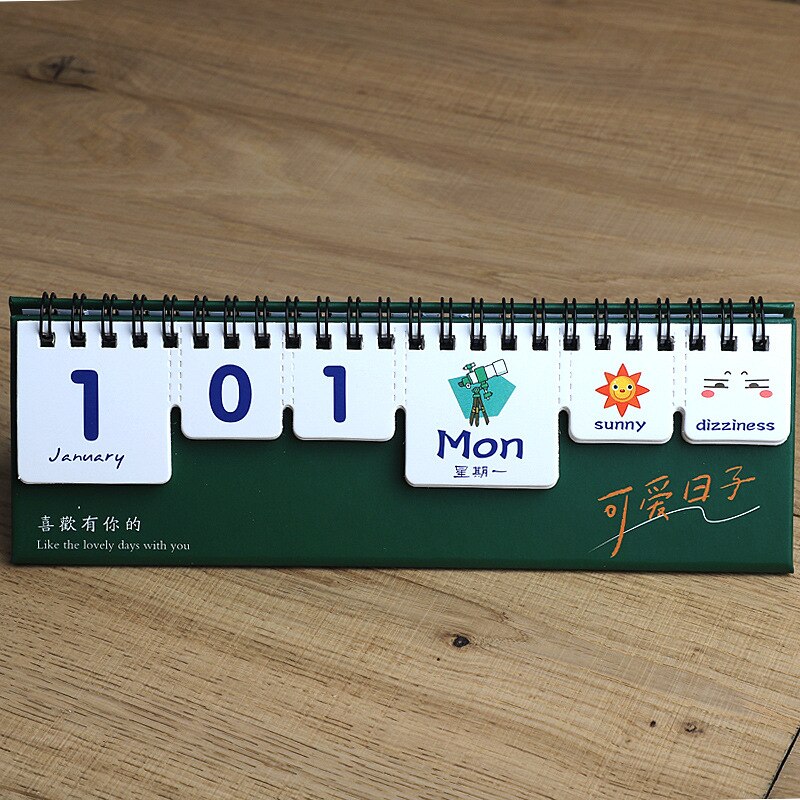 1
January
0
1
Mon
星期一
sunny
dizziness
喜歡有你的
Like the lovely days with you
可爱日子